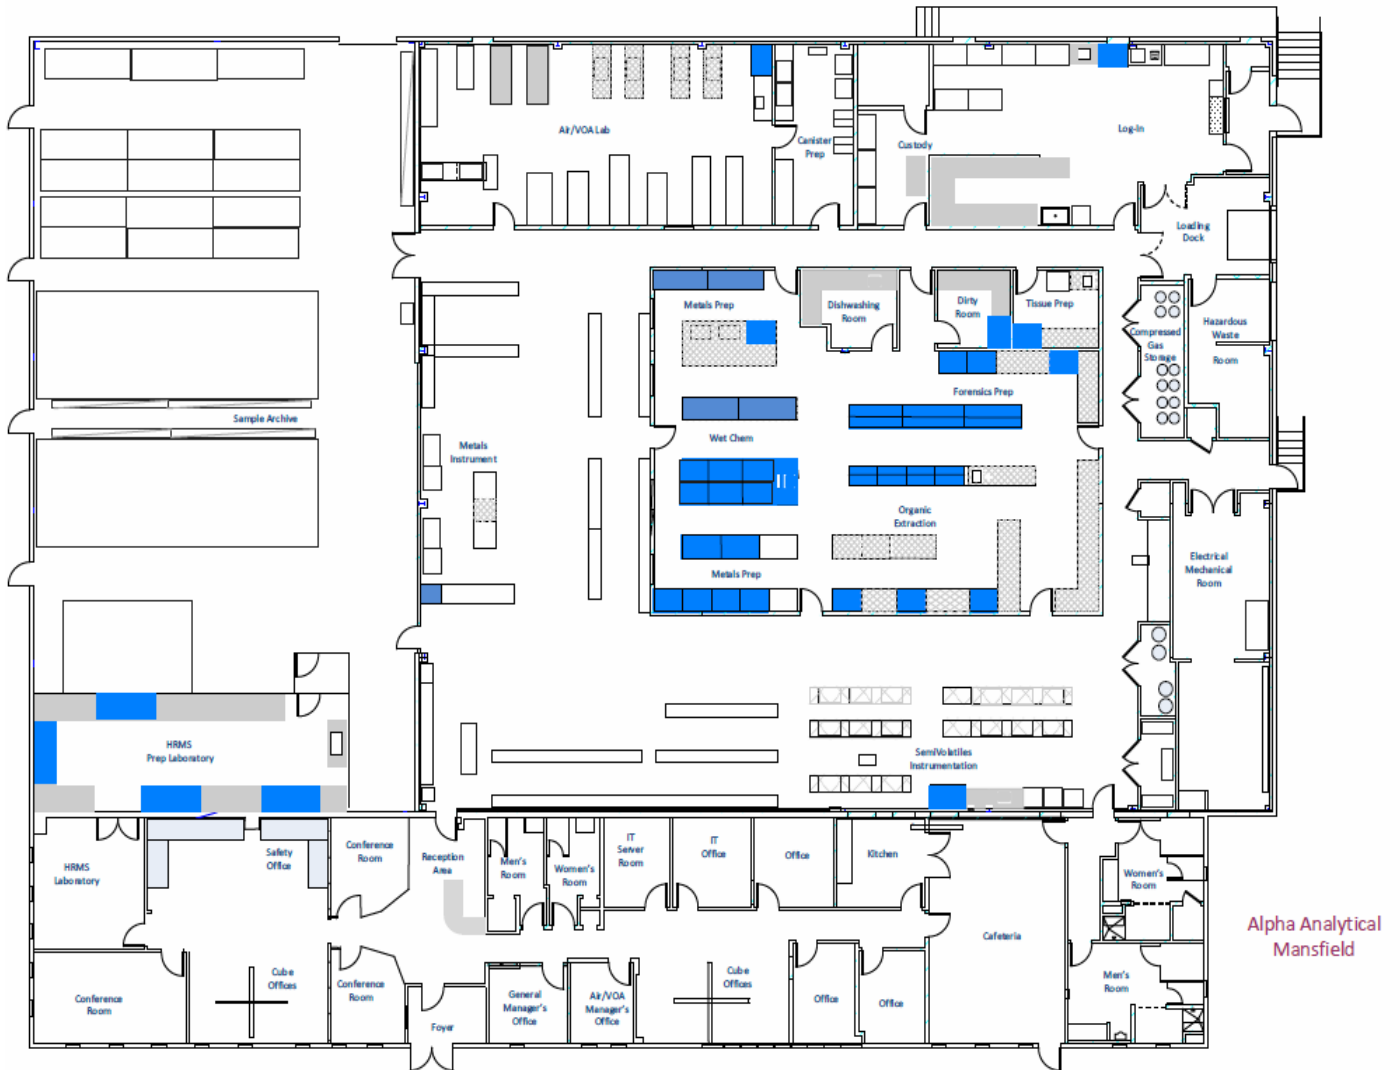 Air/VOA Lab
Canister
Prep
Custody
Log-In
Loading
Dock
Metals Prep
Dishwashing
Room
Dirty
Room
Tissue Prep
Compressed
Gas
Storage
Hazardous
Waste
Room
Forensics Prep
Sample Archive
Metals
Instrument
Wet Chem
Organic
Extraction
Metals Prep
Electrical
Mechanical
Room
HRMS
Prep Laboratory
SemiVolatiles
Instrumentation
HRMS
Laboratory
Safety
Office
Conference
Room
Reception
Area
Men's
Room
Women's
Room
IT
Server
Room
IT
Office
Office
Kitchen
Cafeteria
Women's
Room
Alpha Analytical
Mansfield
Conference
Room
Cube
Offices
Conference
Room
Foyer
General
Manager's
Office
Air/VOA
Manager's
Office
Cube
Offices
Office
Office
Men's
Room